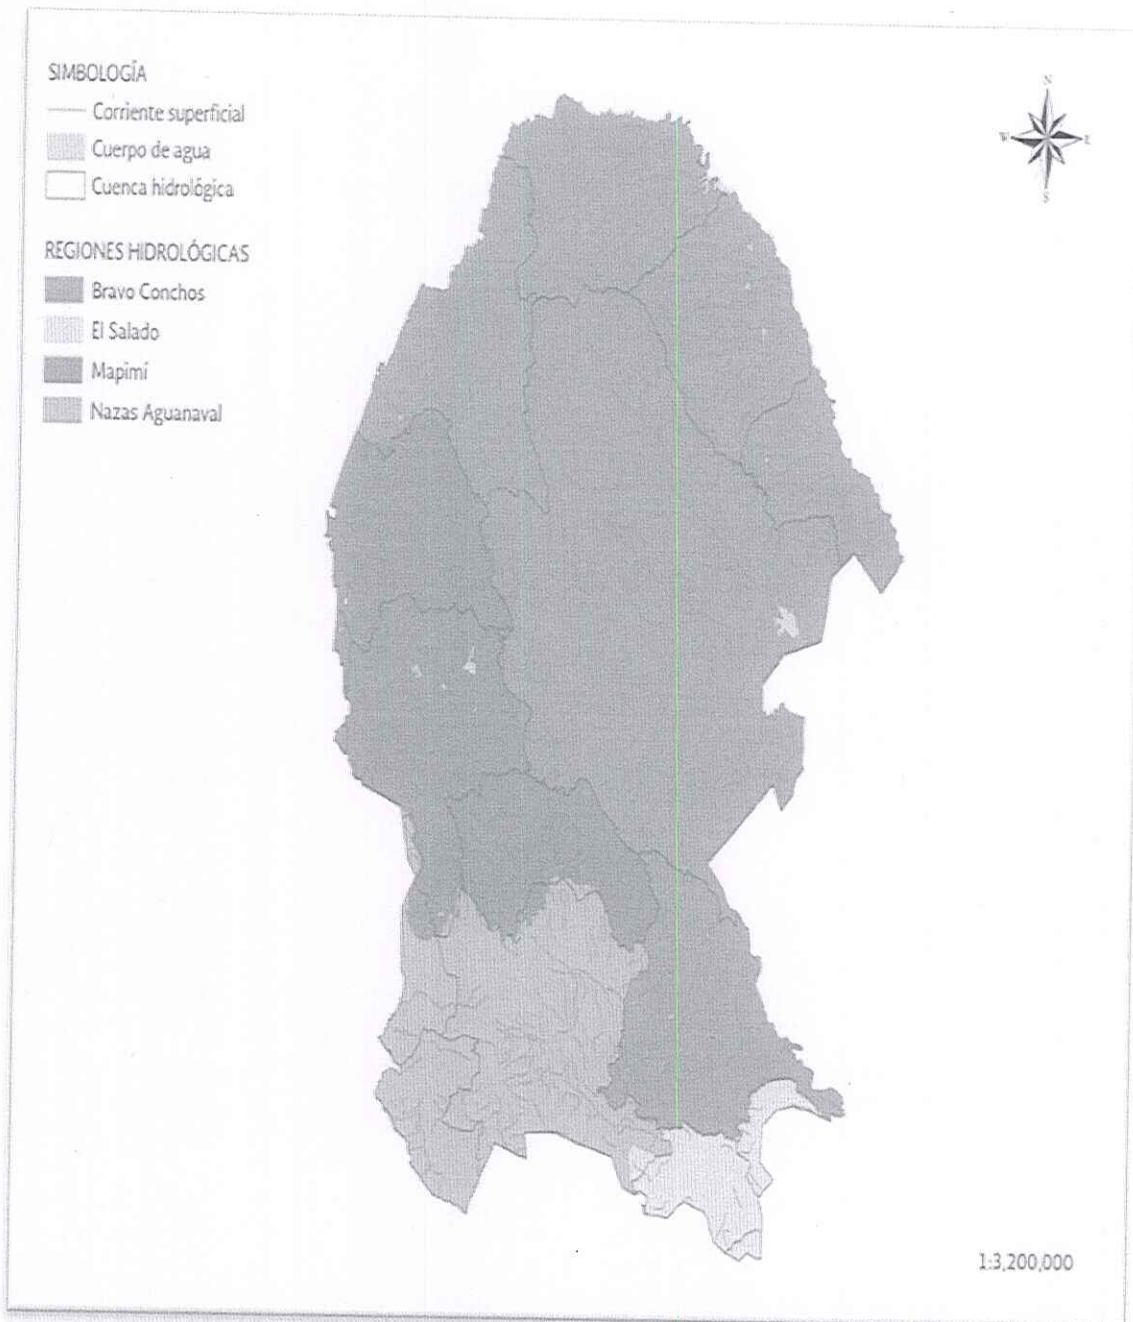 SIMBOLOGÍA
Corriente superficial
Cuerpo de agua
Cuenca hidrológica
REGIONES HIDROLÓGICAS
Bravo Conchos
El Salado
Mapimí
Nazas Aguanaval
N
W E
S
1:3,200,000